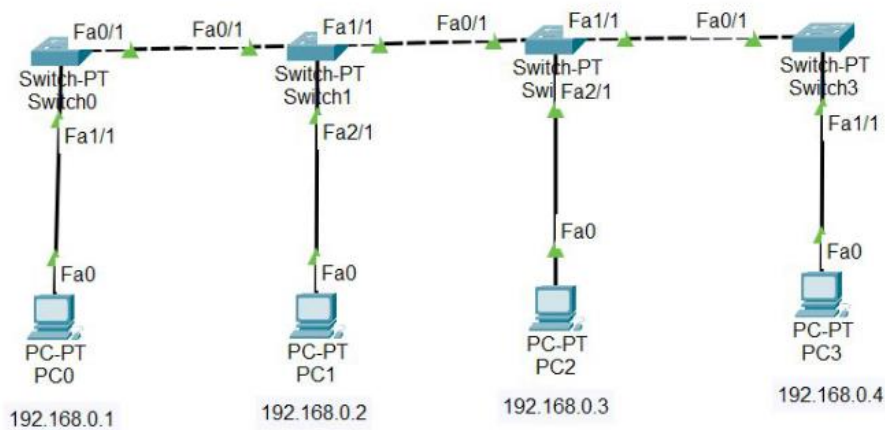 Fa0/1
Fa0/1
Fa1/1
Fa0/1
Fa1/1
Fa0/1
Switch-PT
Switch0
Switch-PT
Switch1
Switch-PT
Swi
Switch-PT
Switch3
Fa1/1
Fa2/1
Fa2/1
Fa1/1
Fa0
Fa0
Fa0
Fa0
PC-PT
PC0
PC-PT
PC1
PC-PT
PC2
PC-PT
PC3
192.168.0.1
192.168.0.2
192.168.0.3
192.168.0.4